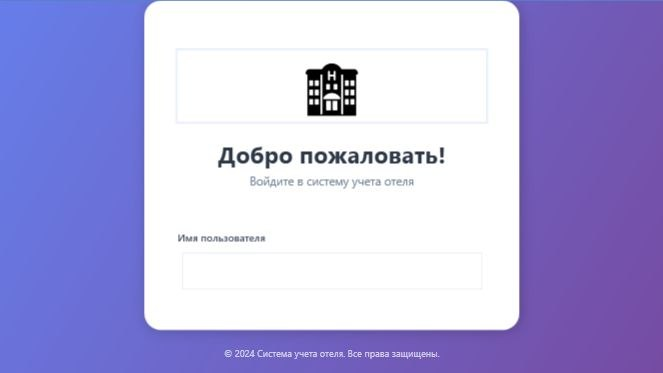 H
Добро пожаловать!
Войдите в систему учета отеля
Имя пользователя
© 2024 Система учета отеля. Все права защищены.